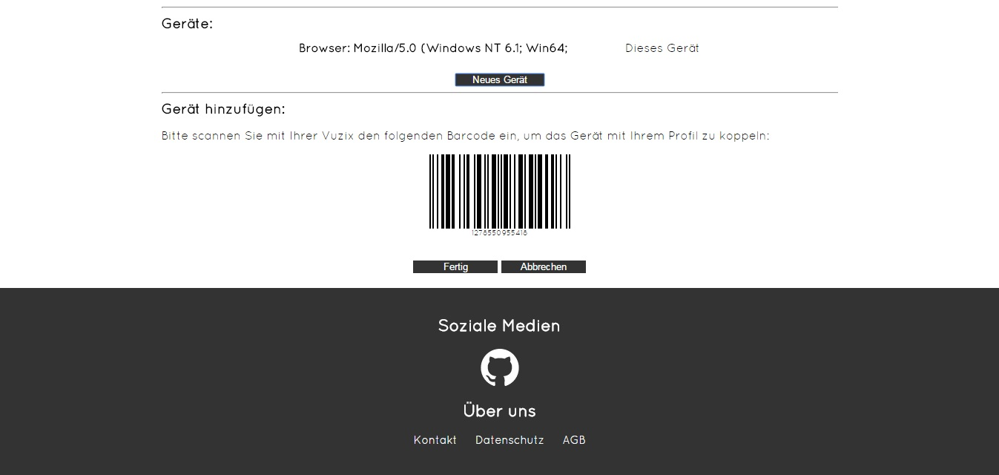 Geräte:
Browser: Mozilla/5.0 (Windows NT 6.1; Win64; Dieses Gerät
Neues Gerät
Gerät hinzufügen:
Bitte scannen Sie mit Ihrer Vuzix den folgenden Barcode ein, um das Gerät mit Ihrem Profil zu koppeln:
1278550955418
Fertig Abbrechen
Soziale Medien
Über uns
Kontakt Datenschutz AGB